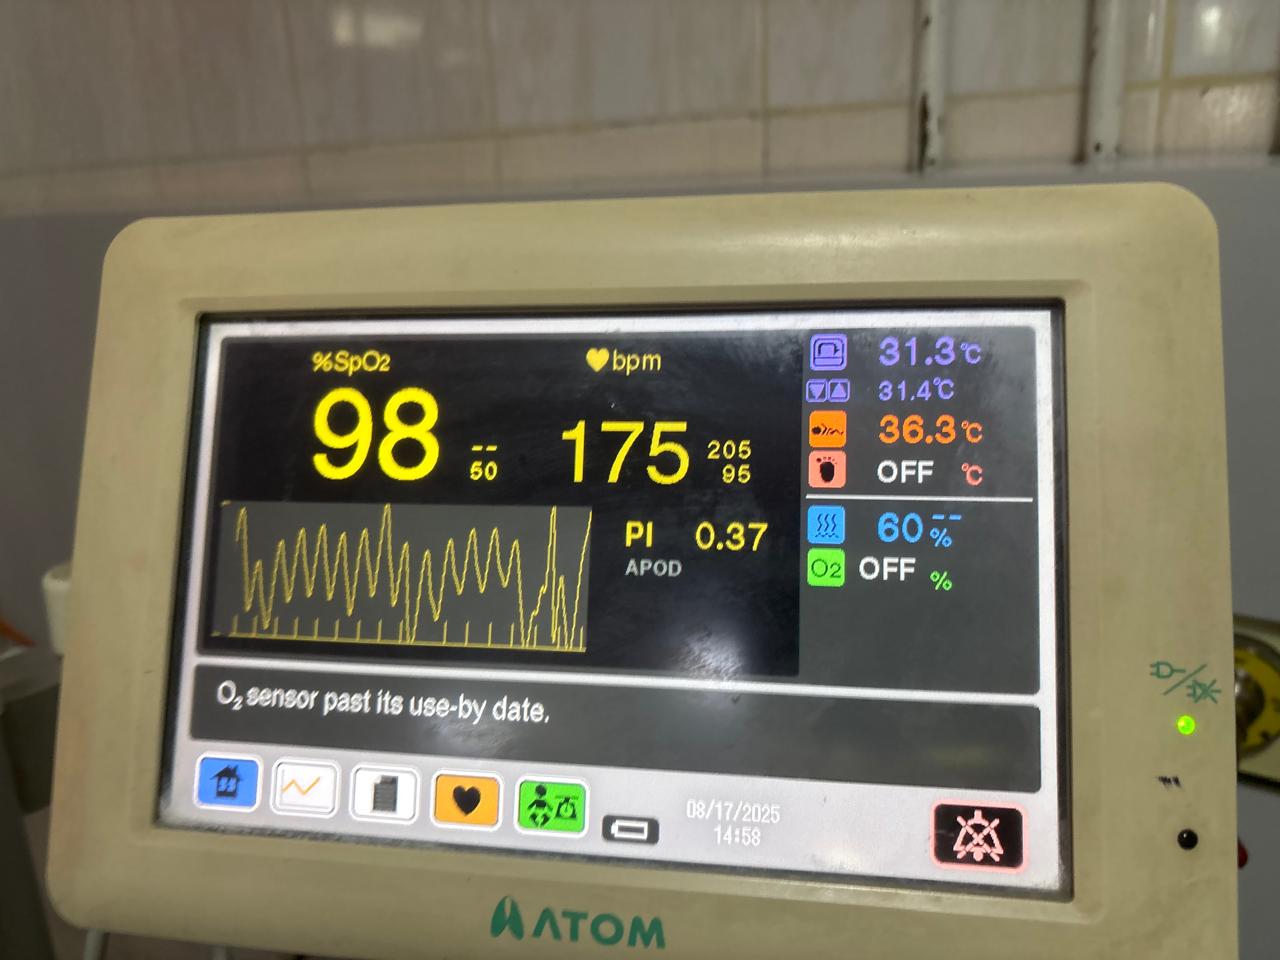 %SpO2
98
--
50
bpm
175
205
95
PI 0.37
APOD
31.3 °C
31.4°C
36.3 °C
OFF °C
60 -- %
O2 OFF %
O2 sensor past its use-by date.
08/17/2025
14:58
ATOM